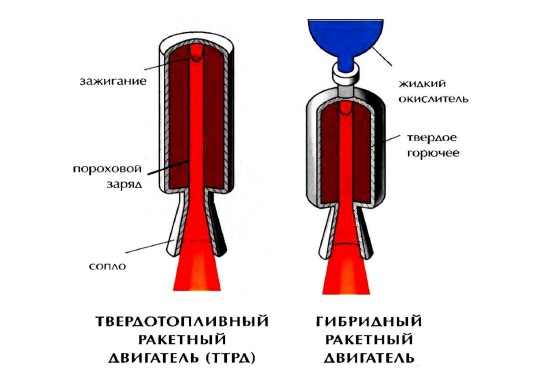 зажигание
пороховой
заряд
сопло
жидкий
окислитель
твердое
горючее
ТВЕРДОТОПЛИВНЫЙ
РАКЕТНЫЙ
ДВИГАТЕЛЬ (ТТРД)
ГИБРИДНЫЙ
РАКЕТНЫЙ
ДВИГАТЕЛЬ